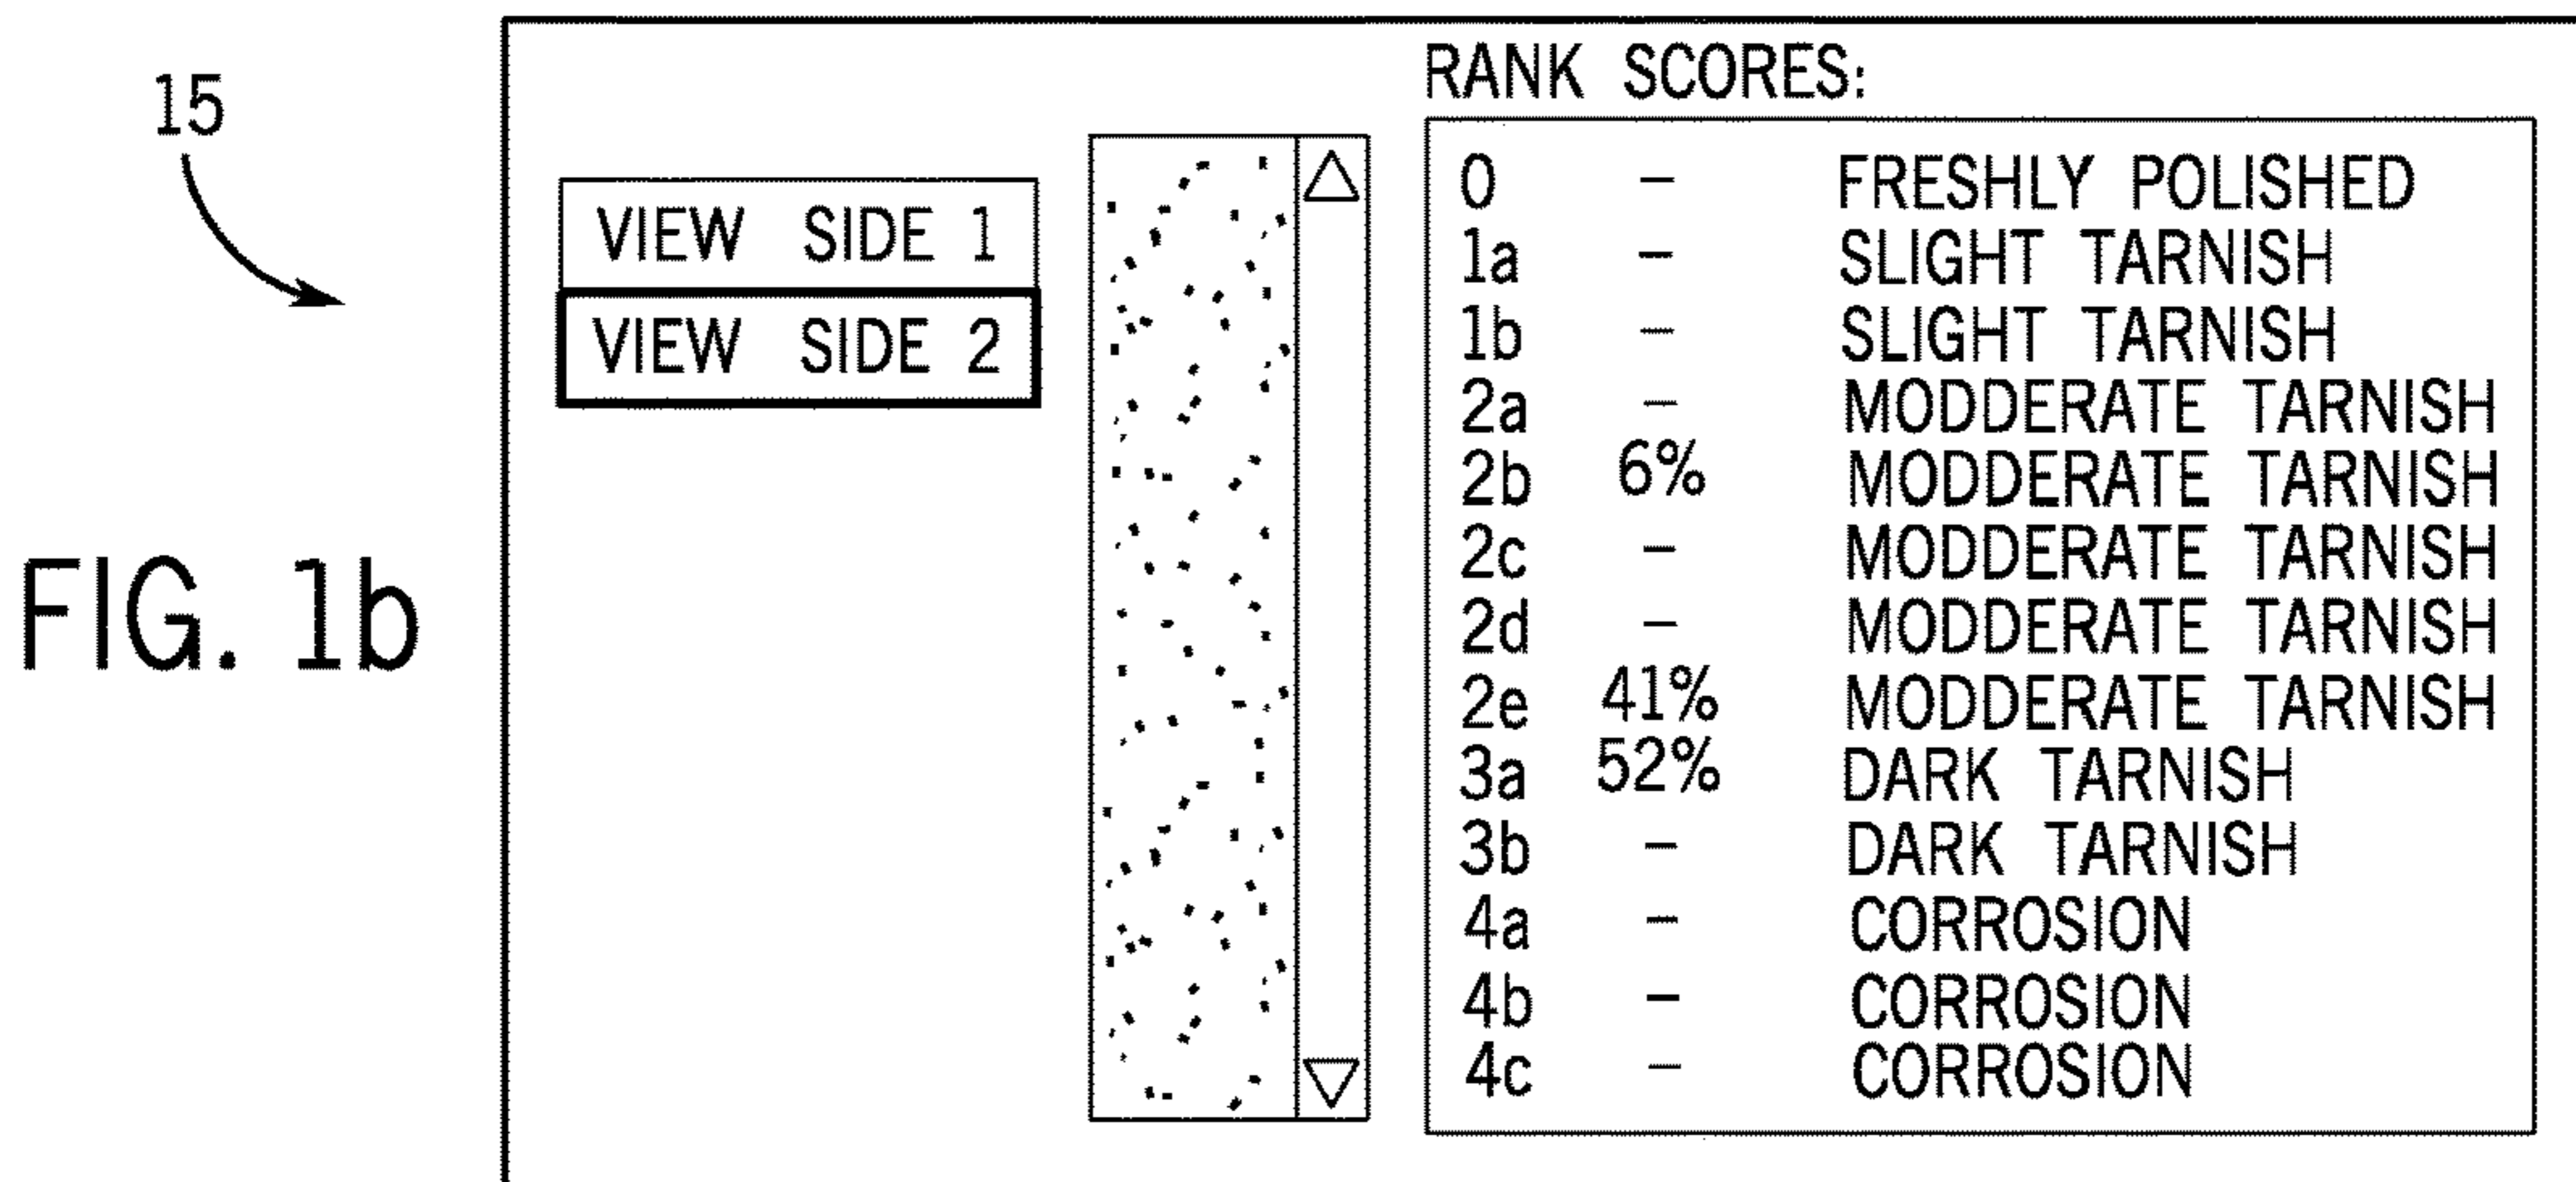 15
FIG. 1b
VIEW SIDE 1
VIEW SIDE 2
RANK SCORES:
0 - FRESHLY POLISHED
1a - SLIGHT TARNISH
1b - SLIGHT TARNISH
2a - MODDERATE TARNISH
2b 6% MODDERATE TARNISH
2c - MODDERATE TARNISH
2d - MODDERATE TARNISH
2e 41% MODDERATE TARNISH
3a 52% DARK TARNISH
3b - DARK TARNISH
4a - CORROSION
4b - CORROSION
4c - CORROSION